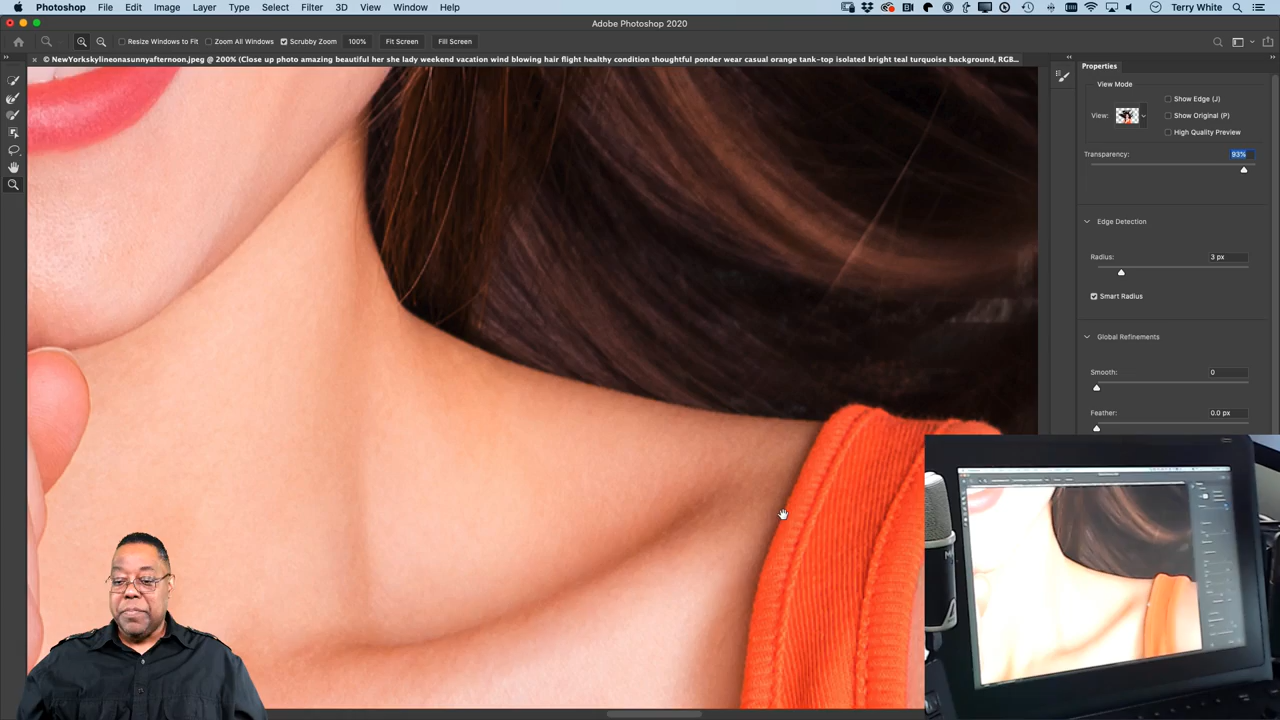 Photoshop File Edit Image Layer Type Select Filter 3D View Window Help Terry White
Adobe Photoshop 2020
Resize Windows to Fit Zoom All Windows Scrubby Zoom 100% Fit Screen Fill Screen
© NewYorkskylineonasunnyafternoon.jpeg @ 200% (Close up photo amazing beautiful her she lady weekend vacation wind blowing hair flight healthy condition thoughtful ponder wear casual orange tank-top isolated bright teal turquoise background, RGB...
Properties
View Mode
Show Edge (J)
View:
Show Original (P)
High Quality Preview
Transparency: 93%
Edge Detection
Radius: 3 px
Smart Radius
Global Refinements
Smooth: 0
Feather: 0.0 px